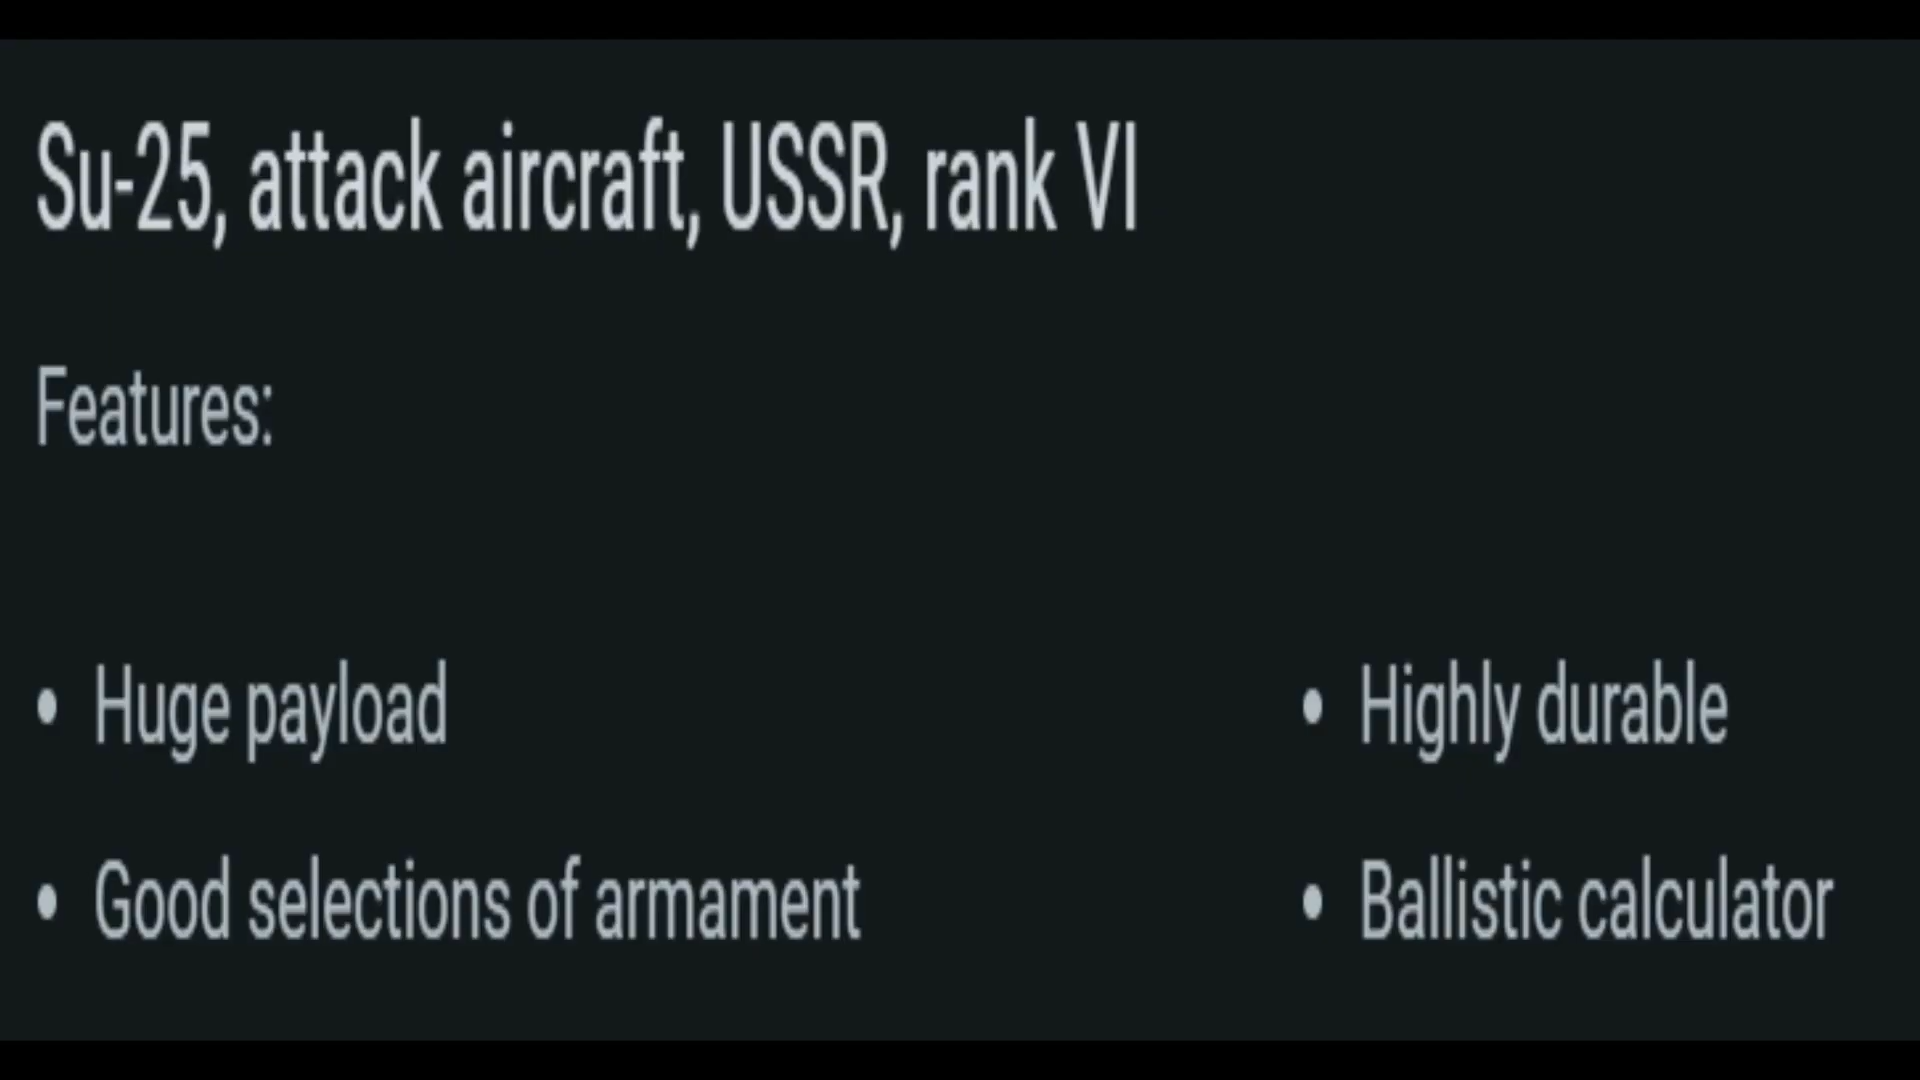 Su-25, attack aircraft, USSR, rank VI
Features:
• Huge payload
• Highly durable
• Good selections of armament
• Ballistic calculator